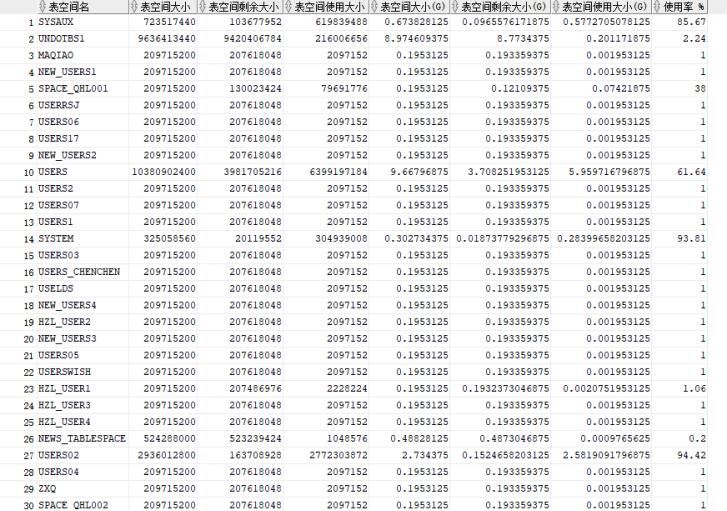 表空间名 表空间大小 表空间剩余大小 表空间使用大小 表空间大小(G) 表空间剩余大小(G) 表空间使用大小(G) 使用率 %
1 SYSAUX 723517440 103677952 619839488 0.673828125 0.0965576171875 0.5772705078125 85.67
2 UNDOTBS1 9636413440 9420406784 216006656 8.974609375 8.7734375 0.201171875 2.24
3 MAQIAO 209715200 207618048 2097152 0.1953125 0.193359375 0.001953125 1
4 NEW_USERS1 209715200 207618048 2097152 0.1953125 0.193359375 0.001953125 1
5 SPACE_QHL001 209715200 130023424 79691776 0.1953125 0.12109375 0.07421875 38
6 USERRSJ 209715200 207618048 2097152 0.1953125 0.193359375 0.001953125 1
7 USERS06 209715200 207618048 2097152 0.1953125 0.193359375 0.001953125 1
8 USERS17 209715200 207618048 2097152 0.1953125 0.193359375 0.001953125 1
9 NEW_USERS2 209715200 207618048 2097152 0.1953125 0.193359375 0.001953125 1
10 USERS 10380902400 3981705216 6399197184 9.66796875 3.708251953125 5.959716796875 61.64
11 USERS2 209715200 207618048 2097152 0.1953125 0.193359375 0.001953125 1
12 USERS07 209715200 207618048 2097152 0.1953125 0.193359375 0.001953125 1
13 USERS1 209715200 207618048 2097152 0.1953125 0.193359375 0.001953125 1
14 SYSTEM 325058560 20119552 304939008 0.302734375 0.01873779296875 0.28399658203125 93.81
15 USERS03 209715200 207618048 2097152 0.1953125 0.193359375 0.001953125 1
16 USERS_CHENCHEN 209715200 207618048 2097152 0.1953125 0.193359375 0.001953125 1
17 USELDS 209715200 207618048 2097152 0.1953125 0.193359375 0.001953125 1
18 NEW_USERS4 209715200 207618048 2097152 0.1953125 0.193359375 0.001953125 1
19 HZL_USER2 209715200 207618048 2097152 0.1953125 0.193359375 0.001953125 1
20 NEW_USERS3 209715200 207618048 2097152 0.1953125 0.193359375 0.001953125 1
21 USERS05 209715200 207618048 2097152 0.1953125 0.193359375 0.001953125 1
22 USERSWISH 209715200 207618048 2097152 0.1953125 0.193359375 0.001953125 1
23 HZL_USER1 209715200 207486976 2228224 0.1953125 0.1932373046875 0.0020751953125 1.06
24 HZL_USER3 209715200 207618048 2097152 0.1953125 0.193359375 0.001953125 1
25 HZL_USER4 209715200 207618048 2097152 0.1953125 0.193359375 0.001953125 1
26 NEWS_TABLESPACE 524288000 523239424 1048576 0.48828125 0.4873046875 0.0009765625 0.2
27 USERS02 2936012800 163708928 2772303872 2.734375 0.1524658203125 2.5819091796875 94.42
28 USERS04 209715200 207618048 2097152 0.1953125 0.193359375 0.001953125 1
29 ZXQ 209715200 207618048 2097152 0.1953125 0.193359375 0.001953125 1
30 SPACE_QHL002 209715200 207618048 2097152 0.1953125 0.193359375 0.001953125 1